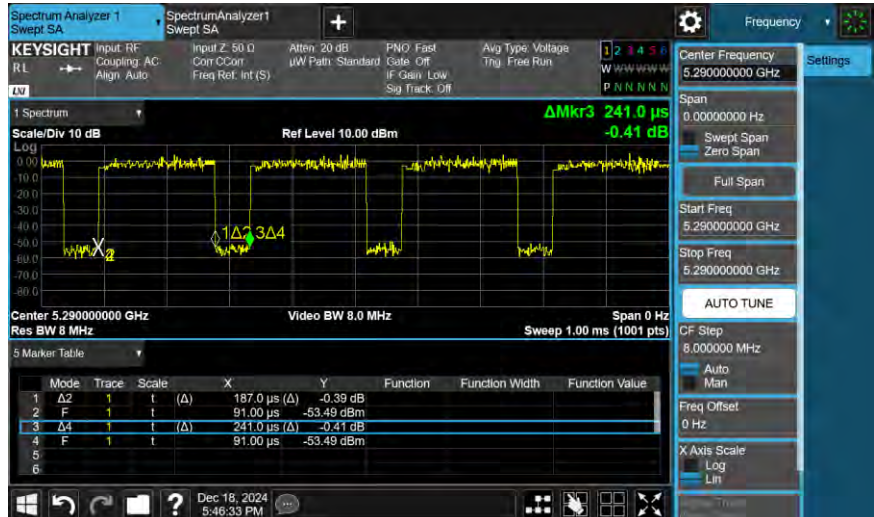 Spectrum Analyzer 1
Swept SA
SpectrumAnalyzer1
Swept SA
+
Frequency
KEYSIGHT
RL
LXI
Input: RF
Coupling: AC
Align: Auto
Input Z: 50 Ω
Corr CCorr
Freq Ref: Int (S)
Atten: 20 dB
µW Path: Standard
PNO: Fast
Gate: Off
IF Gain: Low
Sig Track: Off
Avg Type: Voltage
Trig: Free Run
1 2 3 4 5 6
W W W W W W
P N N N N N
Center Frequency
5.290000000 GHz
Settings
Span
0.00000000 Hz
Swept Span
Zero Span
Full Span
Start Freq
5.290000000 GHz
Stop Freq
5.290000000 GHz
AUTO TUNE
CF Step
8.000000 MHz
Auto
Man
Freq Offset
0 Hz
X Axis Scale
Log
Lin
1 Spectrum
ΔMkr3 241.0 µs
-0.41 dB
Scale/Div 10 dB
Ref Level 10.00 dBm
Log
0.00
-10.0
-20.0
-30.0
-40.0
-50.0
-60.0
-70.0
-80.0
X
1Δ2 3Δ4
Center 5.290000000 GHz
Video BW 8.0 MHz
Span 0 Hz
Res BW 8 MHz
Sweep 1.00 ms (1001 pts)
5 Marker Table
Mode Trace Scale X Y Function Function Width Function Value
1 Δ2 1 t (Δ) 187.0 µs (Δ) -0.39 dB
2 F 1 t 91.00 µs -53.49 dBm
3 Δ4 1 t (Δ) 241.0 µs (Δ) -0.41 dB
4 F 1 t 91.00 µs -53.49 dBm
5
6
?
Dec 18, 2024
5:46:33 PM